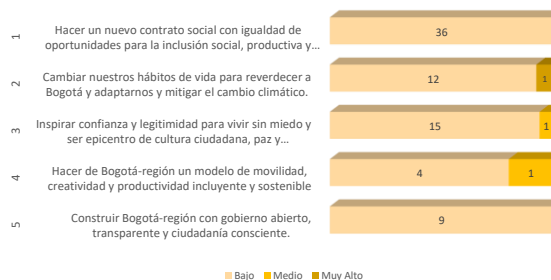 1
Hacer un nuevo contrato social con igualdad de
oportunidades para la inclusión social, productiva y…
36
2
Cambiar nuestros hábitos de vida para reverdecer a
Bogotá y adaptarnos y mitigar el cambio climático.
12
1
3
Inspirar confianza y legitimidad para vivir sin miedo y
ser epicentro de cultura ciudadana, paz y…
15
1
4
Hacer de Bogotá-región un modelo de movilidad,
creatividad y productividad incluyente y sostenible
4
1
5
Construir Bogotá-región con gobierno abierto,
transparente y ciudadanía consciente.
9
Bajo Medio Muy Alto